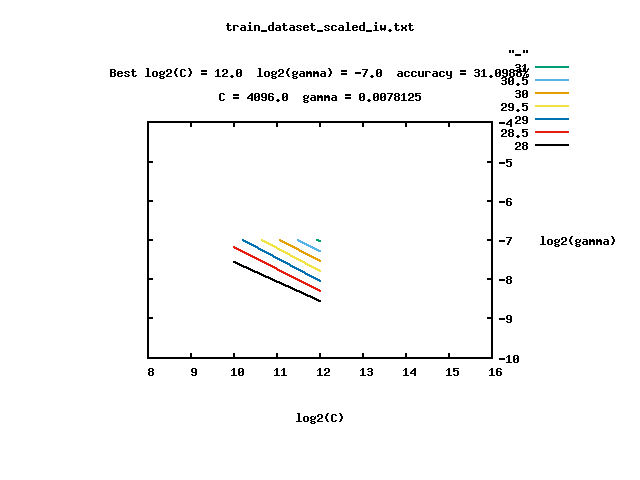 train_dataset_scaled_iw.txt
"_"
Best log2(C) = 12.0 log2(gamma) = -7.0 accuracy = 31.0988%
31
30.5
C = 4096.0 gamma = 0.0078125
30
29.5
29
28.5
28
-4
-5
-6
-7
log2(gamma)
-8
-9
-10
8 9 10 11 12 13 14 15 16
log2(C)